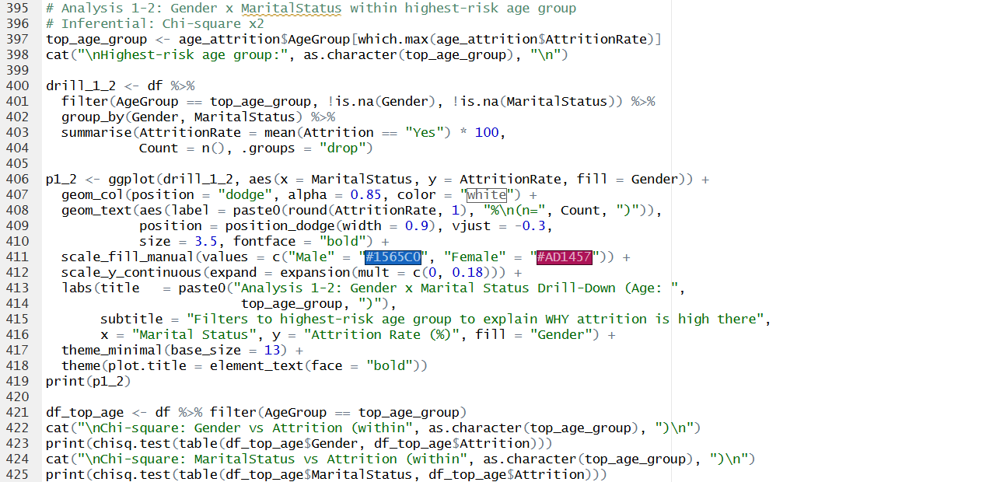 395 # Analysis 1-2: Gender x MaritalStatus within highest-risk age group
396 # Inferential: Chi-square x2
397 top_age_group <- age_attrition$AgeGroup[which.max(age_attrition$AttritionRate)]
398 cat("\nHighest-risk age group:", as.character(top_age_group), "\n")
399
400 drill_1_2 <- df %>%
401   filter(AgeGroup == top_age_group, !is.na(Gender), !is.na(MaritalStatus)) %>%
402   group_by(Gender, MaritalStatus) %>%
403   summarise(AttritionRate = mean(Attrition == "Yes") * 100,
404             Count = n(), .groups = "drop")
405
406 p1_2 <- ggplot(drill_1_2, aes(x = MaritalStatus, y = AttritionRate, fill = Gender)) +
407   geom_col(position = "dodge", alpha = 0.85, color = "white") +
408   geom_text(aes(label = paste0(round(AttritionRate, 1), "%\n(n=", Count, ")")),
409             position = position_dodge(width = 0.9), vjust = -0.3,
410             size = 3.5, fontface = "bold") +
411   scale_fill_manual(values = c("Male" = "#1565C0", "Female" = "#AD1457")) +
412   scale_y_continuous(expand = expansion(mult = c(0, 0.18))) +
413   labs(title   = paste0("Analysis 1-2: Gender x Marital Status Drill-Down (Age: ",
414                          top_age_group, ")"),
415        subtitle = "Filters to highest-risk age group to explain WHY attrition is high there",
416        x = "Marital Status", y = "Attrition Rate (%)", fill = "Gender") +
417   theme_minimal(base_size = 13) +
418   theme(plot.title = element_text(face = "bold"))
419 print(p1_2)
420
421 df_top_age <- df %>% filter(AgeGroup == top_age_group)
422 cat("\nChi-square: Gender vs Attrition (within", as.character(top_age_group), ")\n")
423 print(chisq.test(table(df_top_age$Gender, df_top_age$Attrition)))
424 cat("\nChi-square: MaritalStatus vs Attrition (within", as.character(top_age_group), ")\n")
425 print(chisq.test(table(df_top_age$MaritalStatus, df_top_age$Attrition)))